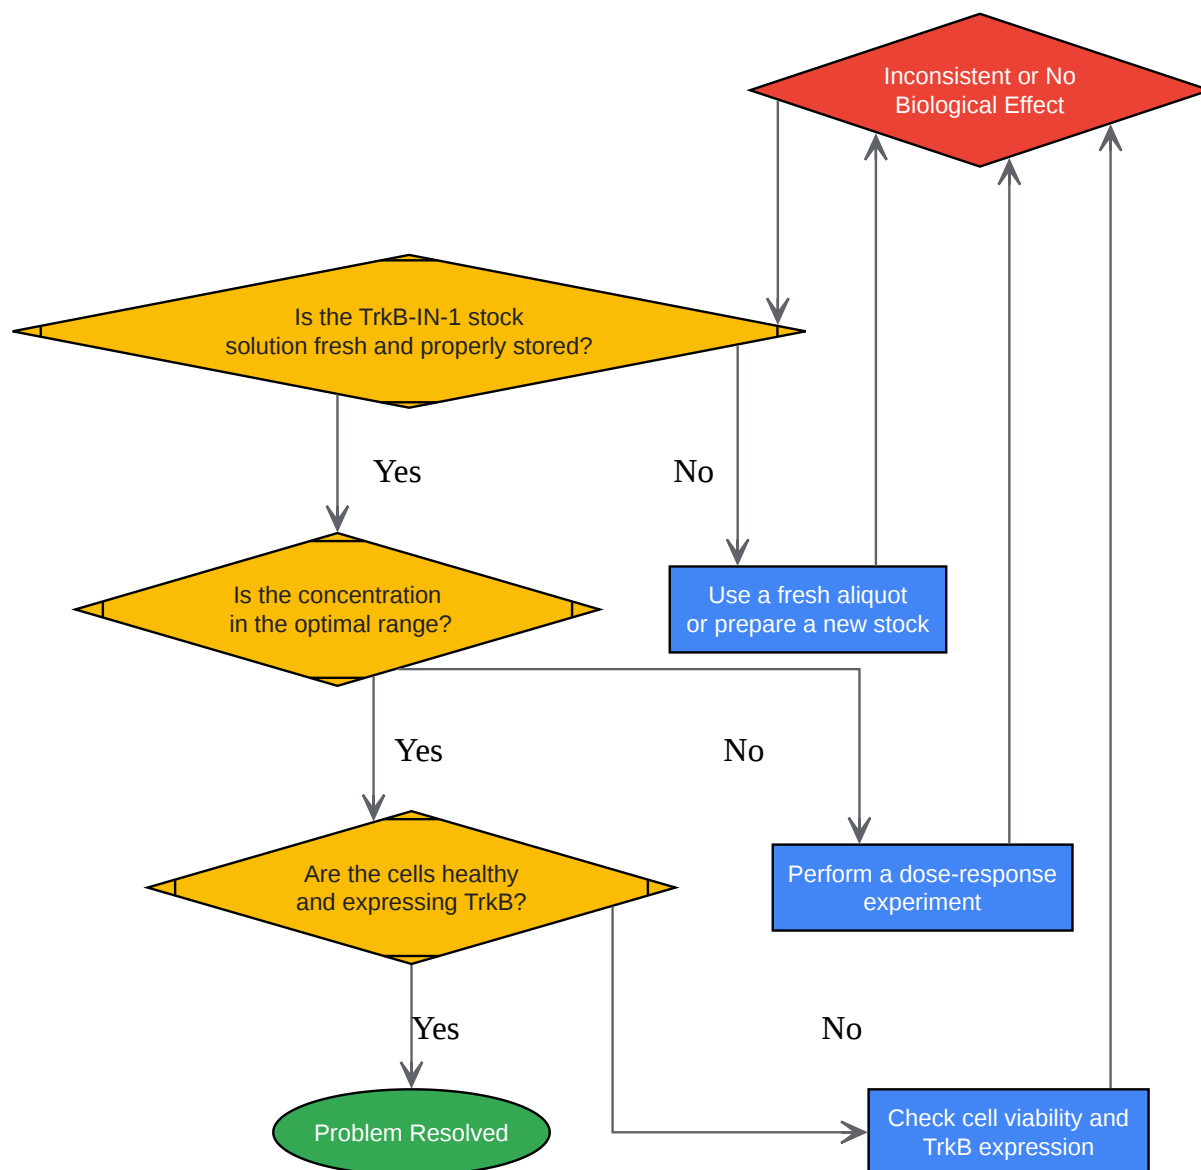 Inconsistent or No
Biological Effect
Is the TrkB-IN-1 stock
solution fresh and properly stored?
Yes
No
Is the concentration
in the optimal range?
Use a fresh aliquot
or prepare a new stock
Yes
No
Are the cells healthy
and expressing TrkB?
Perform a dose-response
experiment
Yes
No
Problem Resolved
Check cell viability and
TrkB expression